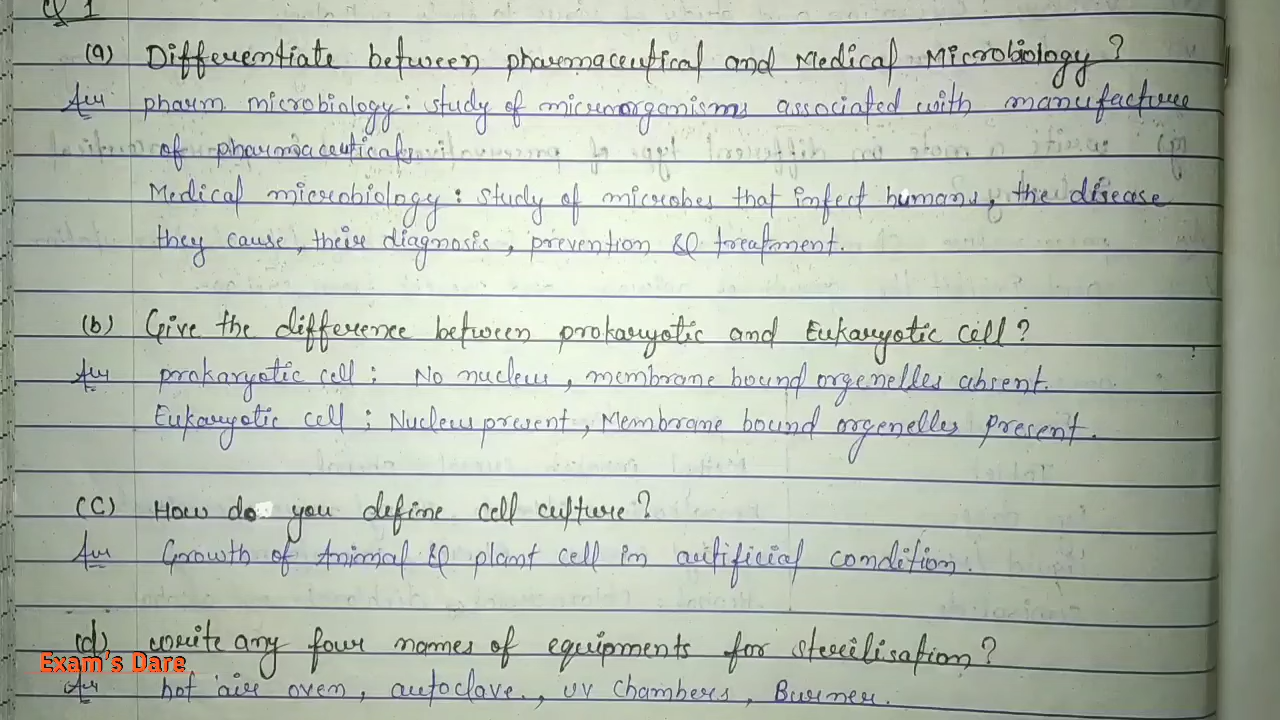 Q 1
(a) Differentiate between pharmaceutical and Medical Microbiology?
Ans pharm microbiology: study of microorganisms associated with manufacture
of pharmaceuticals.
Medical microbiology: study of microbes that infect humans, the disease
they cause, their diagnosis, prevention & treatment.
(b) Give the difference between prokaryotic and Eukaryotic cell?
Ans prokaryotic cell: No nucleus, membrane bound orgenelles absent.
Eukaryotic cell: Nucleus present, Membrane bound orgenelles present.
(C) How do you define cell culture?
Ans Growth of Animal & plant cell in artificial condition.
(d) write any four names of equipments for sterilisation?
Exam's Dare
Ans hot air oven, autoclave, UV chambers, Burner.